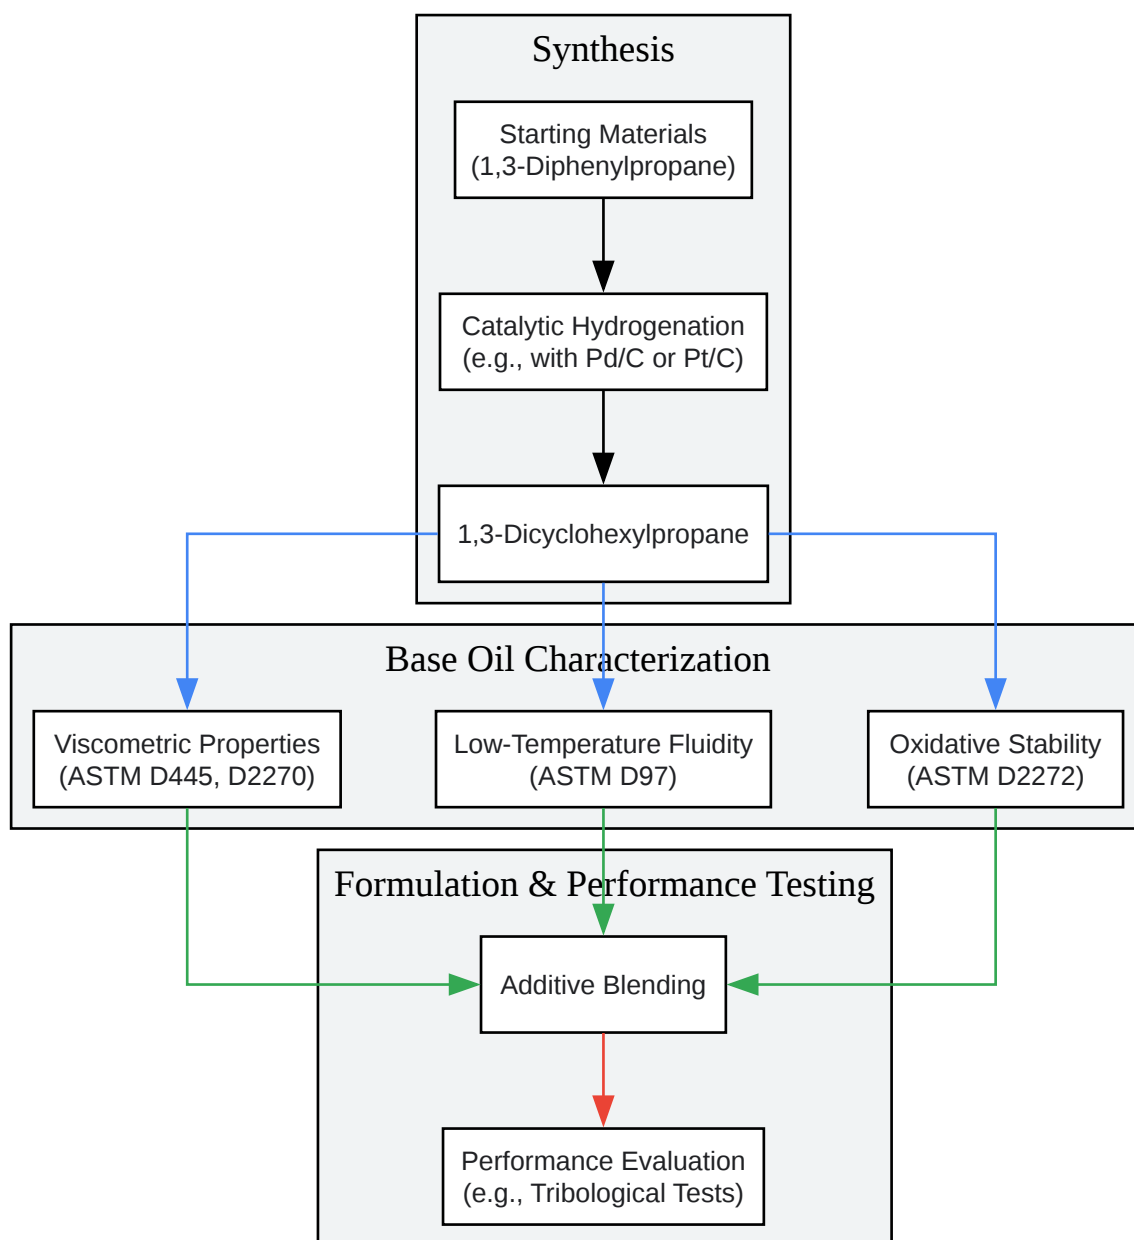 Synthesis
Starting Materials
(1,3-Diphenylpropane)
Catalytic Hydrogenation
(e.g., with Pd/C or Pt/C)
1,3-Dicyclohexylpropane
Base Oil Characterization
Viscometric Properties
(ASTM D445, D2270)
Low-Temperature Fluidity
(ASTM D97)
Oxidative Stability
(ASTM D2272)
Formulation & Performance Testing
Additive Blending
Performance Evaluation
(e.g., Tribological Tests)